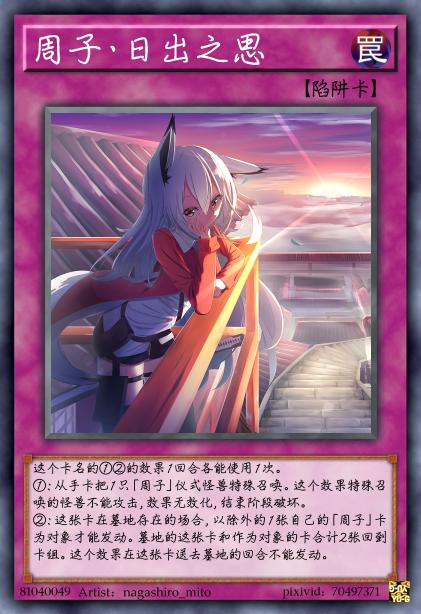 周子·日出之思
罠
【陷阱卡】
这个卡名的①②的效果1回合各能使用1次。
①：从手卡把1只「周子」仪式怪兽特殊召唤。这个效果特殊召
唤的怪兽不能攻击，效果无效化，结束阶段破坏。
②：这张卡在墓地存在的场合，以除外的1张自己的「周子」卡
为对象才能发动。墓地的这张卡和作为对象的卡合计2张回到
卡组。这个效果在这张卡送去墓地的回合不能发动。
81040049 Artist: nagashiro_mito pixivid: 70497371